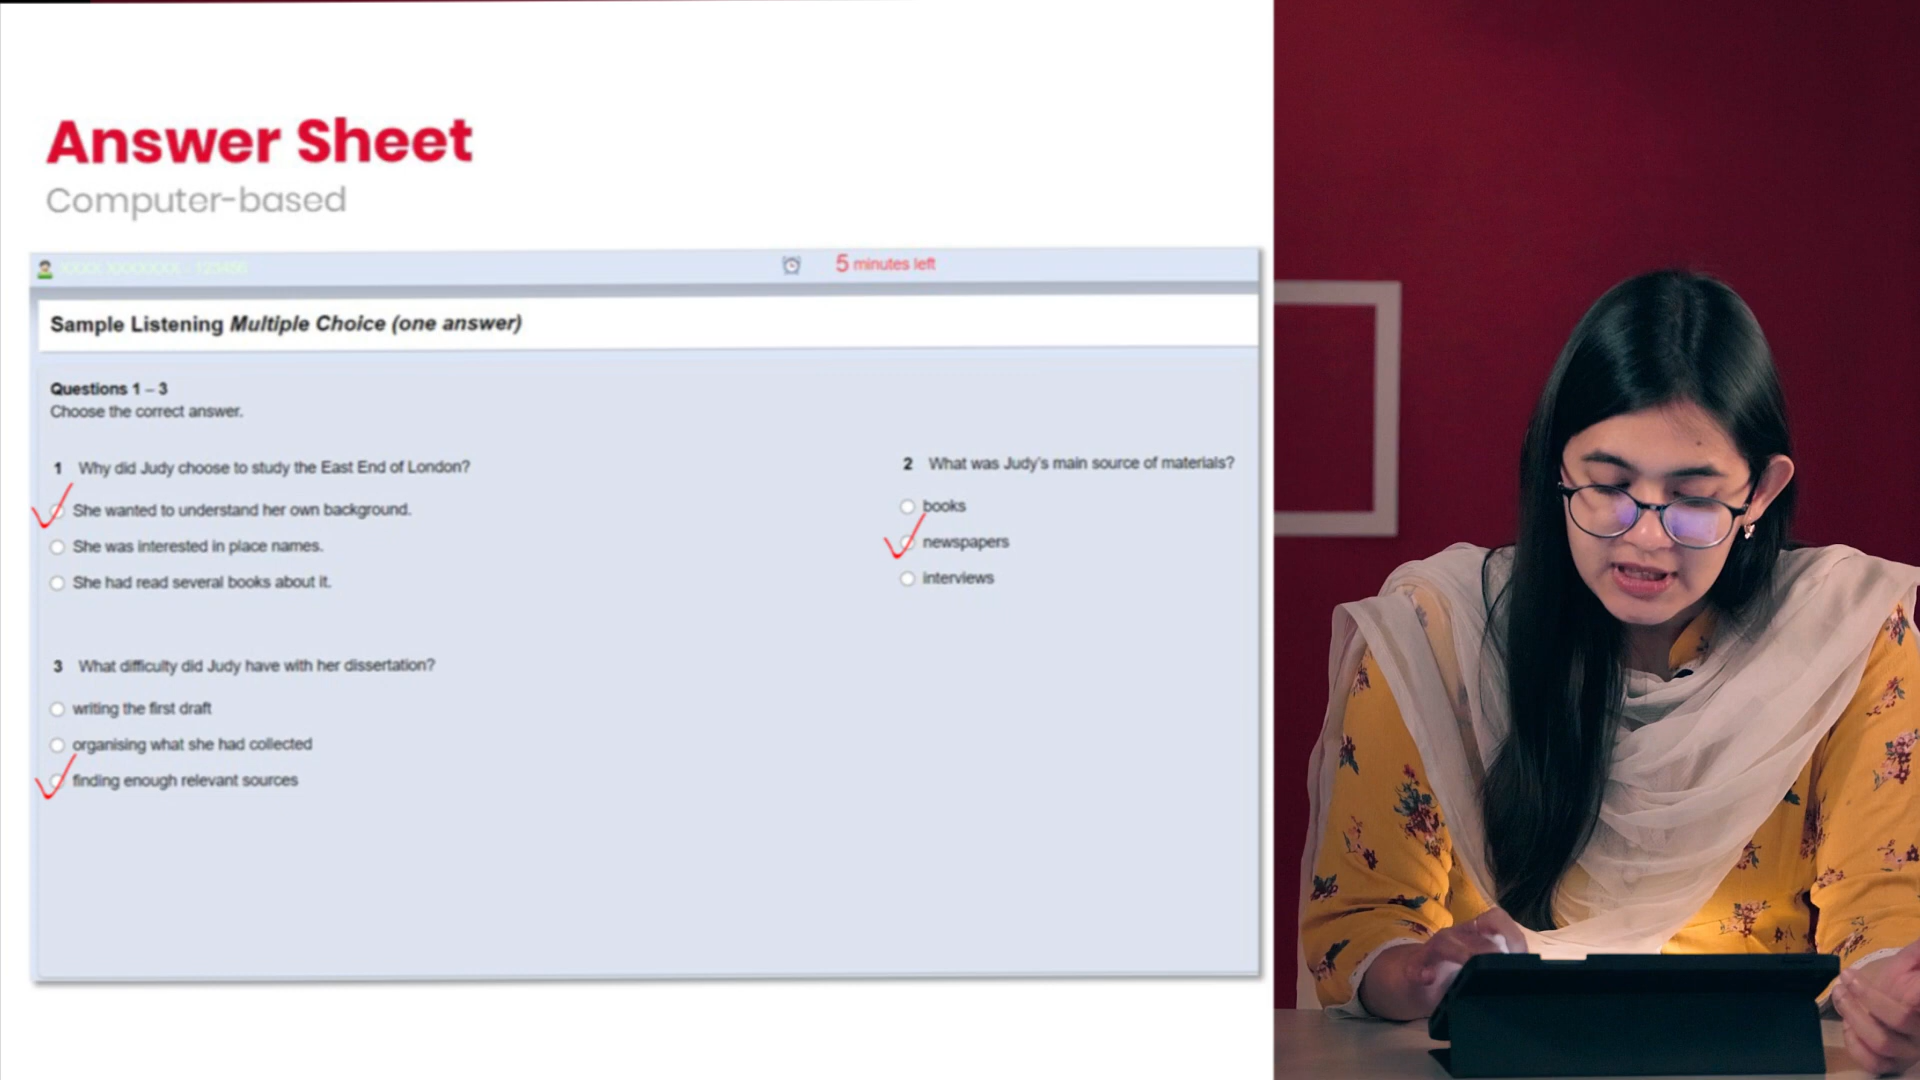 Answer Sheet
Computer-based
XXXX XXXXXXX - 123456
5 minutes left
Sample Listening Multiple Choice (one answer)
Questions 1 – 3
Choose the correct answer.
1 Why did Judy choose to study the East End of London?
She wanted to understand her own background.
She was interested in place names.
She had read several books about it.
2 What was Judy's main source of materials?
books
newspapers
interviews
3 What difficulty did Judy have with her dissertation?
writing the first draft
organising what she had collected
finding enough relevant sources